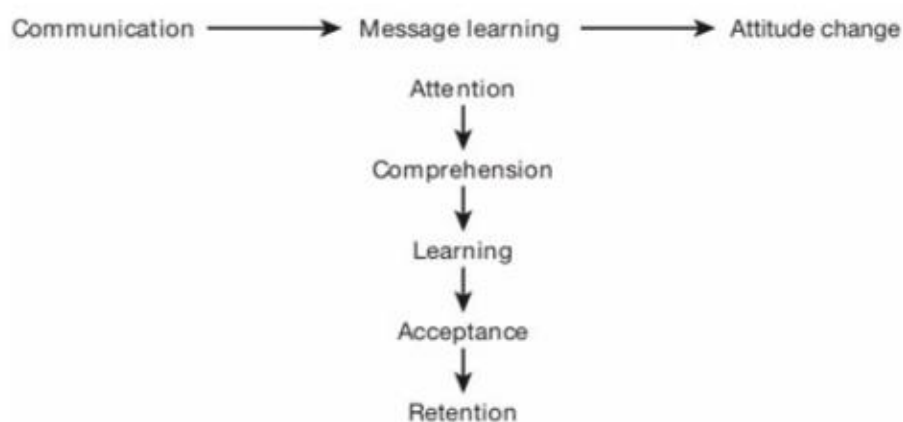 Communication Message learning Attitude change
Attention
Comprehension
Learning
Acceptance
Retention